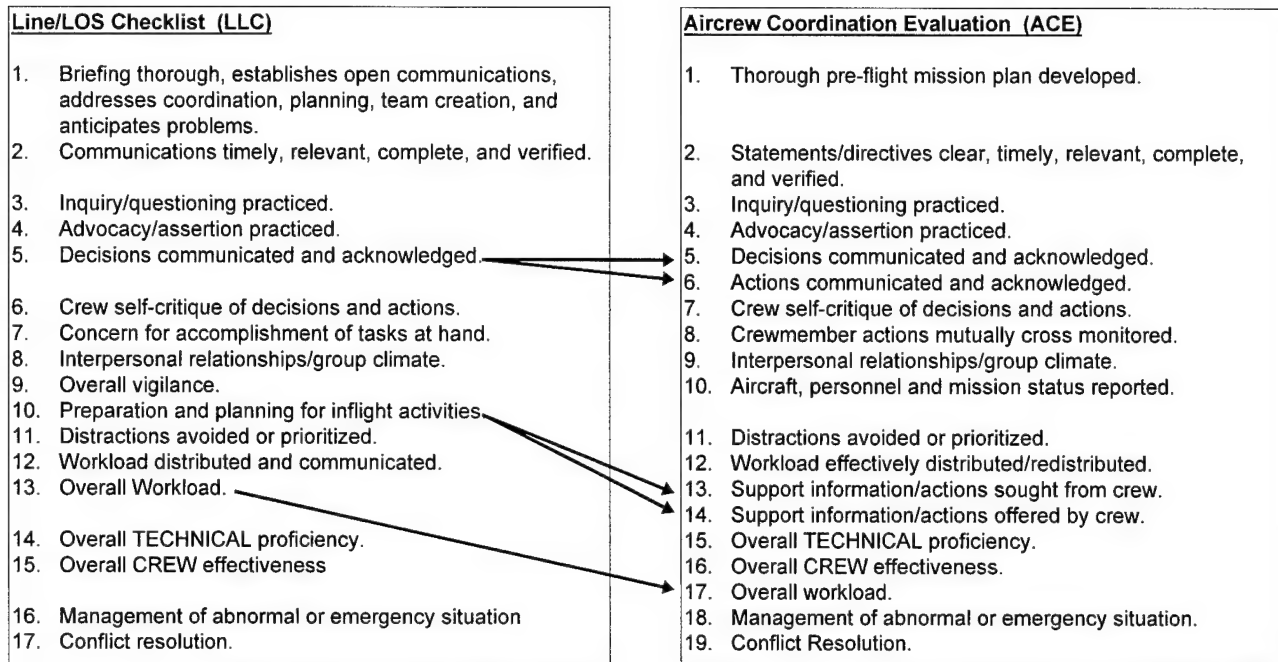 Line/LOS Checklist (LLC)
1. Briefing thorough, establishes open communications,
addresses coordination, planning, team creation, and
anticipates problems.
2. Communications timely, relevant, complete, and verified.
3. Inquiry/questioning practiced.
4. Advocacy/assertion practiced.
5. Decisions communicated and acknowledged.
6. Crew self-critique of decisions and actions.
7. Concern for accomplishment of tasks at hand.
8. Interpersonal relationships/group climate.
9. Overall vigilance.
10. Preparation and planning for inflight activities
11. Distractions avoided or prioritized.
12. Workload distributed and communicated.
13. Overall Workload.
14. Overall TECHNICAL proficiency.
15. Overall CREW effectiveness
16. Management of abnormal or emergency situation
17. Conflict resolution.
Aircrew Coordination Evaluation (ACE)
1. Thorough pre-flight mission plan developed.
2. Statements/directives clear, timely, relevant, complete,
and verified.
3. Inquiry/questioning practiced.
4. Advocacy/assertion practiced.
5. Decisions communicated and acknowledged.
6. Actions communicated and acknowledged.
7. Crew self-critique of decisions and actions.
8. Crewmember actions mutually cross monitored.
9. Interpersonal relationships/group climate.
10. Aircraft, personnel and mission status reported.
11. Distractions avoided or prioritized.
12. Workload effectively distributed/redistributed.
13. Support information/actions sought from crew.
14. Support information/actions offered by crew.
15. Overall TECHNICAL proficiency.
16. Overall CREW effectiveness.
17. Overall workload.
18. Management of abnormal or emergency situation.
19. Conflict Resolution.